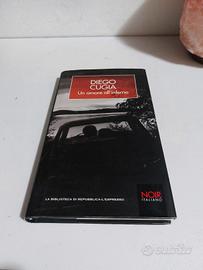 DIEGO
CUGIA
Un amore all'inferno
LA BIBLIOTECA DI REPUBBLICA-L'ESPRESSO
NOIR
ITALIANO
subito